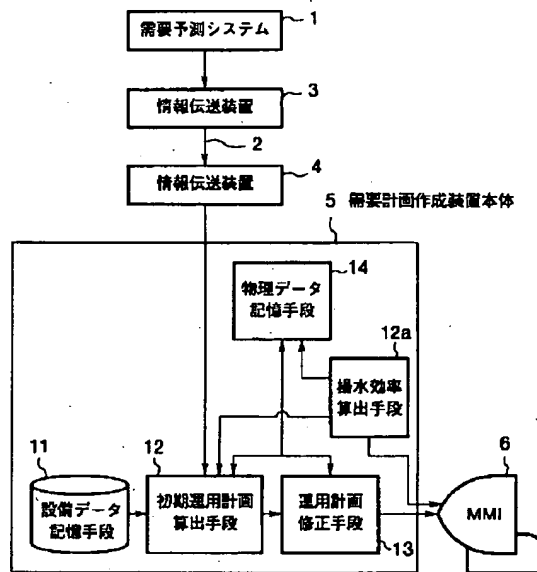 1
需要予測システム
3
情報伝送装置
2
4
情報伝送装置
5 需要計画作成装置本体
14
物理データ
記憶手段
12a
揚水効率
算出手段
11
設備データ
記憶手段
12
初期運用計画
算出手段
運用計画
修正手段
13
6
MMI